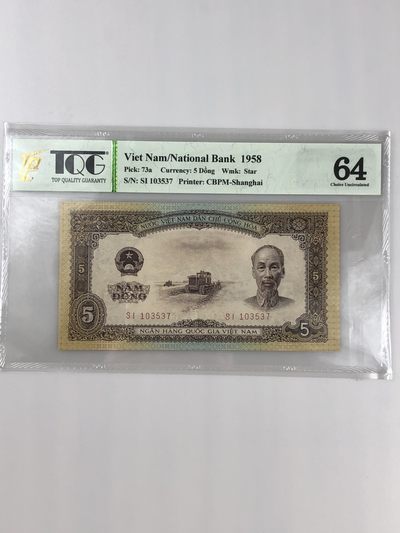 TQG
TOP QUALITY GUARANTY
Viet Nam/National Bank 1958
Pick: 73a Currency: 5 Dồng Wmk: Star
S/N: SI 103537 Printer: CBPM-Shanghai
64
Choice Uncirculated
NƯỚC VIỆT NAM DÂN CHỦ CỘNG HÒA
5 5
NĂM
ĐỒNG
5 5
SI 103537 SI 103537
NGÂN HÀNG QUỐC GIA VIỆT NAM